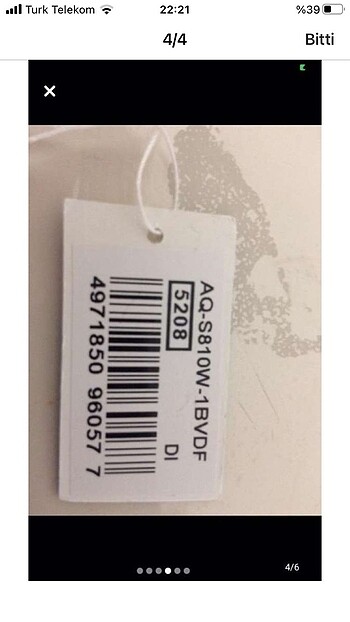 Turk Telekom
22:21
%39
4/4
Bitti
AQ-S810W-1BVDF
5208
DI
4971850 96057 7
4/6